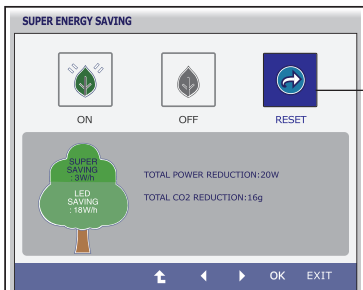 SUPER ENERGY SAVING
ON OFF RESET
SUPER
SAVING
: 3W/h
LED
SAVING
: 18W/h
TOTAL POWER REDUCTION:20W
TOTAL CO2 REDUCTION:16g
OK EXIT